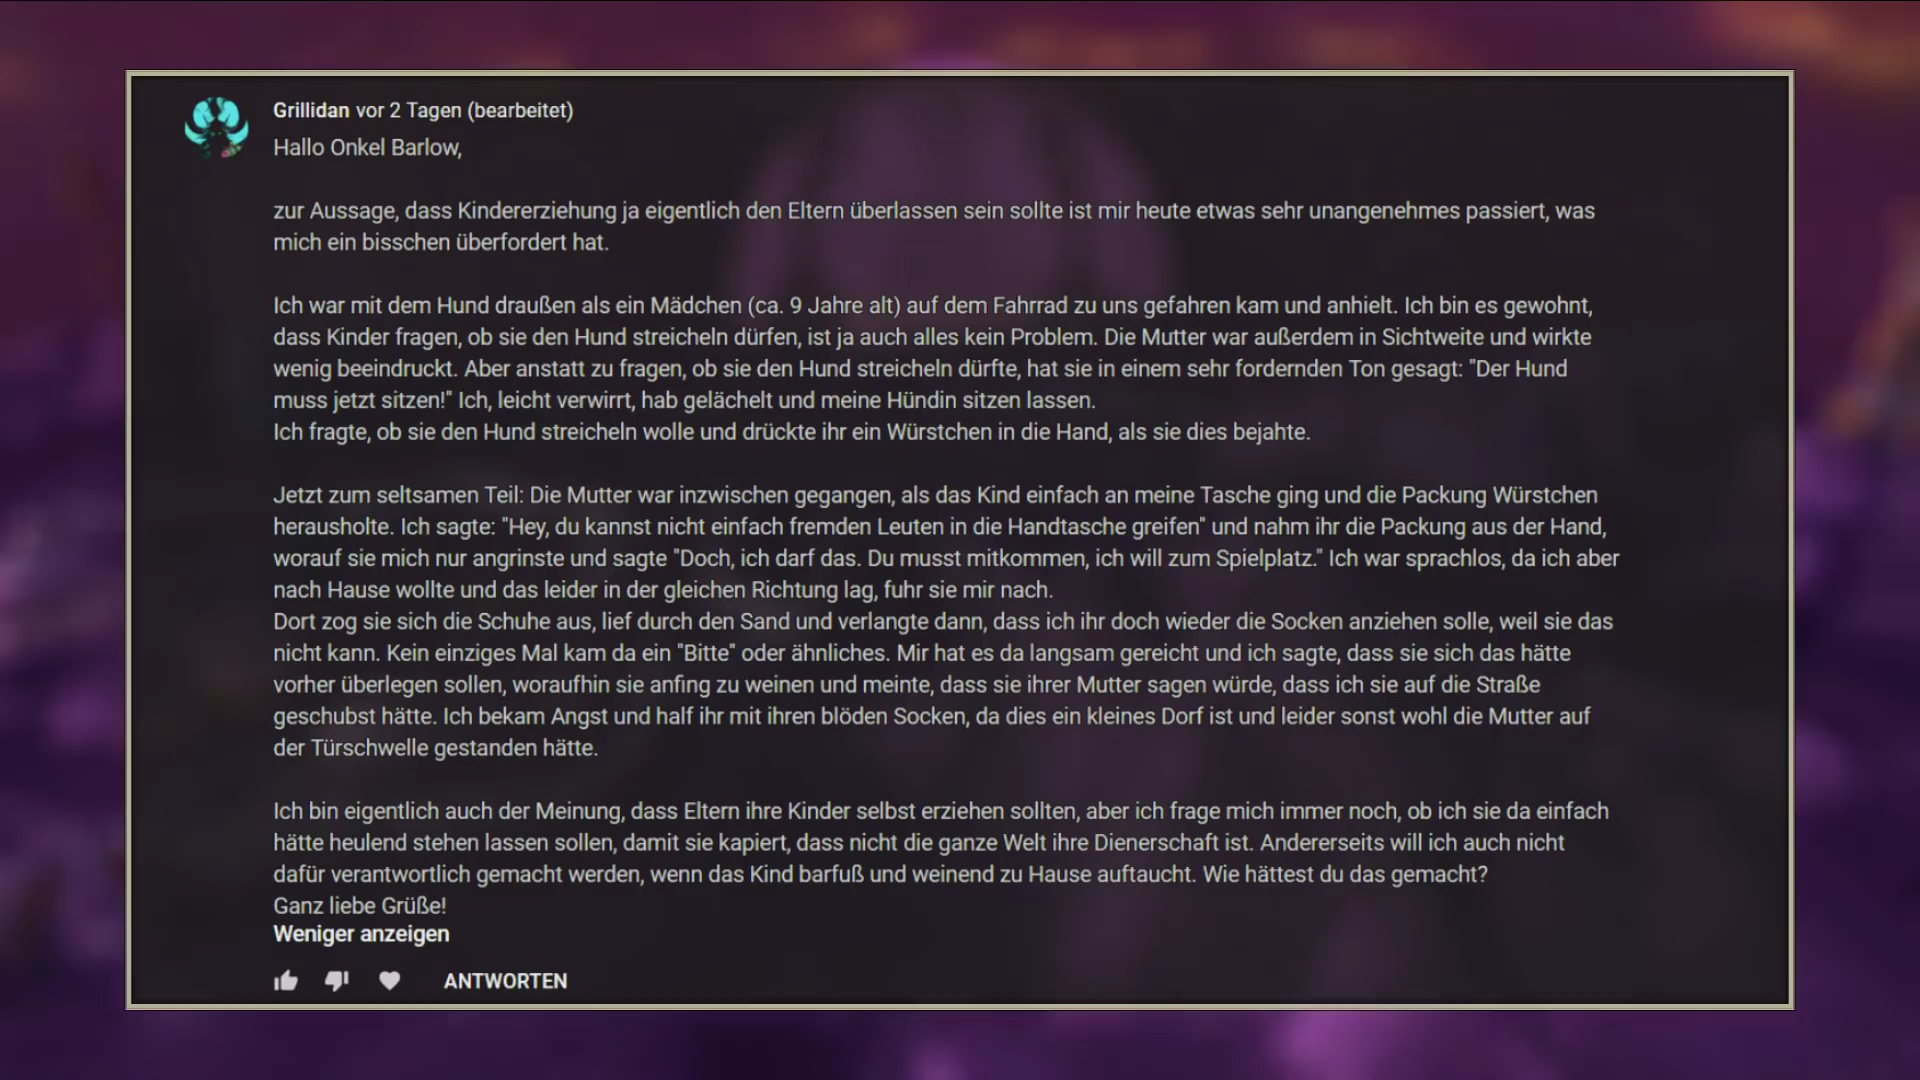 Grillidan vor 2 Tagen (bearbeitet)
Hallo Onkel Barlow,
zur Aussage, dass Kindererziehung ja eigentlich den Eltern überlassen sein sollte ist mir heute etwas sehr unangenehmes passiert, was
mich ein bisschen überfordert hat.
Ich war mit dem Hund draußen als ein Mädchen (ca. 9 Jahre alt) auf dem Fahrrad zu uns gefahren kam und anhielt. Ich bin es gewohnt,
dass Kinder fragen, ob sie den Hund streicheln dürfen, ist ja auch alles kein Problem. Die Mutter war außerdem in Sichtweite und wirkte
wenig beeindruckt. Aber anstatt zu fragen, ob sie den Hund streicheln dürfte, hat sie in einem sehr fordernden Ton gesagt: "Der Hund
muss jetzt sitzen!" Ich, leicht verwirrt, hab gelächelt und meine Hündin sitzen lassen.
Ich fragte, ob sie den Hund streicheln wolle und drückte ihr ein Würstchen in die Hand, als sie dies bejahte.
Jetzt zum seltsamen Teil: Die Mutter war inzwischen gegangen, als das Kind einfach an meine Tasche ging und die Packung Würstchen
herausholte. Ich sagte: "Hey, du kannst nicht einfach fremden Leuten in die Handtasche greifen" und nahm ihr die Packung aus der Hand,
worauf sie mich nur angrinste und sagte "Doch, ich darf das. Du musst mitkommen, ich will zum Spielplatz." Ich war sprachlos, da ich aber
nach Hause wollte und das leider in der gleichen Richtung lag, fuhr sie mir nach.
Dort zog sie sich die Schuhe aus, lief durch den Sand und verlangte dann, dass ich ihr doch wieder die Socken anziehen solle, weil sie das
nicht kann. Kein einziges Mal kam da ein "Bitte" oder ähnliches. Mir hat es da langsam gereicht und ich sagte, dass sie sich das hätte
vorher überlegen sollen, woraufhin sie anfing zu weinen und meinte, dass sie ihrer Mutter sagen würde, dass ich sie auf die Straße
geschubst hätte. Ich bekam Angst und half ihr mit ihren blöden Socken, da dies ein kleines Dorf ist und leider sonst wohl die Mutter auf
der Türschwelle gestanden hätte.
Ich bin eigentlich auch der Meinung, dass Eltern ihre Kinder selbst erziehen sollten, aber ich frage mich immer noch, ob ich sie da einfach
hätte heulend stehen lassen sollen, damit sie kapiert, dass nicht die ganze Welt ihre Dienerschaft ist. Andererseits will ich auch nicht
dafür verantwortlich gemacht werden, wenn das Kind barfuß und weinend zu Hause auftaucht. Wie hättest du das gemacht?
Ganz liebe Grüße!
Weniger anzeigen
ANTWORTEN